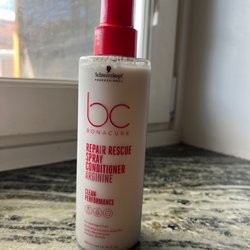 Schwarzkopf
PROFESSIONAL
bc
BONACURE
REPAIR RESCUE
SPRAY
CONDITIONER
ARGININE
CLEAN
PERFORMANCE